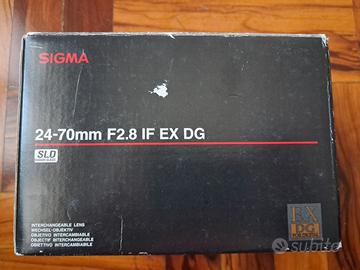 SIGMA
24-70mm F2.8 IF EX DG
SLD
INTERCHANGEABLE LENS
WECHSEL-OBJEKTIV
OBJETIVO INTERCAMBIABLE
OBJECTIF INTERCHANGEABLE
OBIETTIVO INTERCAMBIABILE
EX
DG
subito